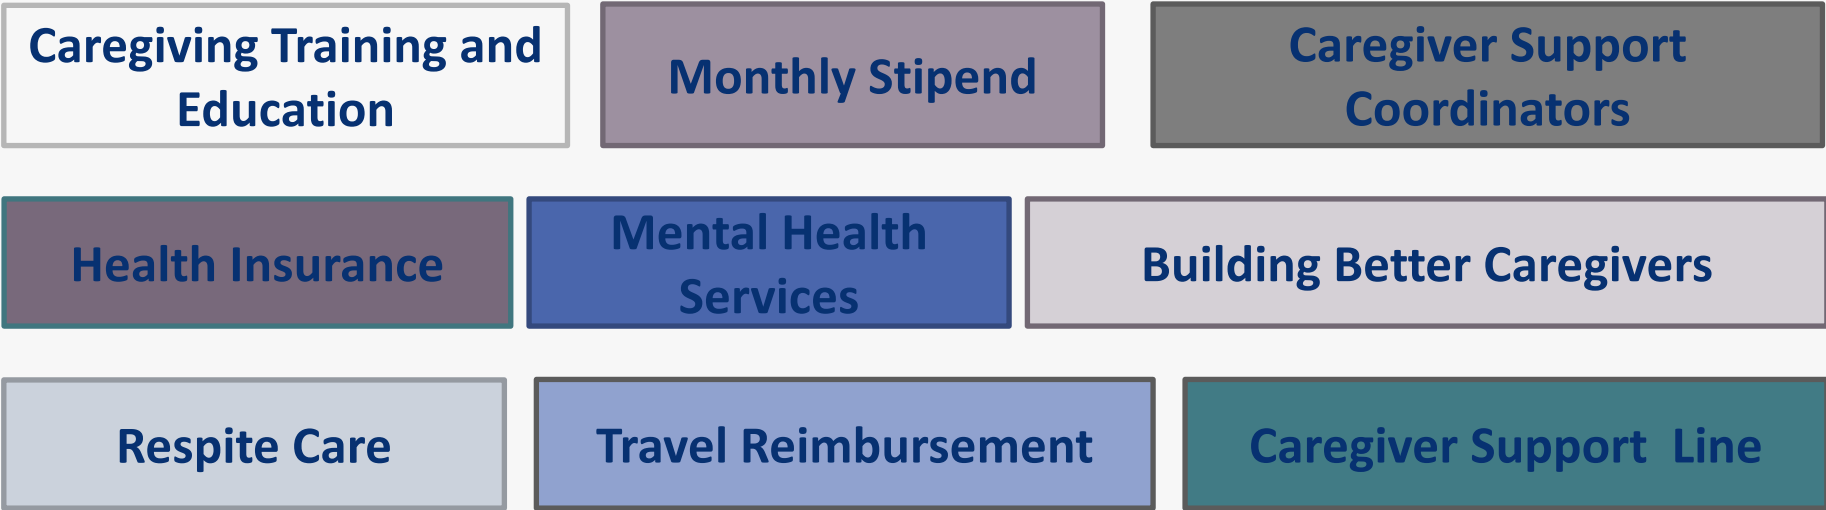 Caregiving Training and
Education
Monthly Stipend
Caregiver Support
Coordinators
Health Insurance
Mental Health
Services
Building Better Caregivers
Respite Care
Travel Reimbursement
Caregiver Support  Line